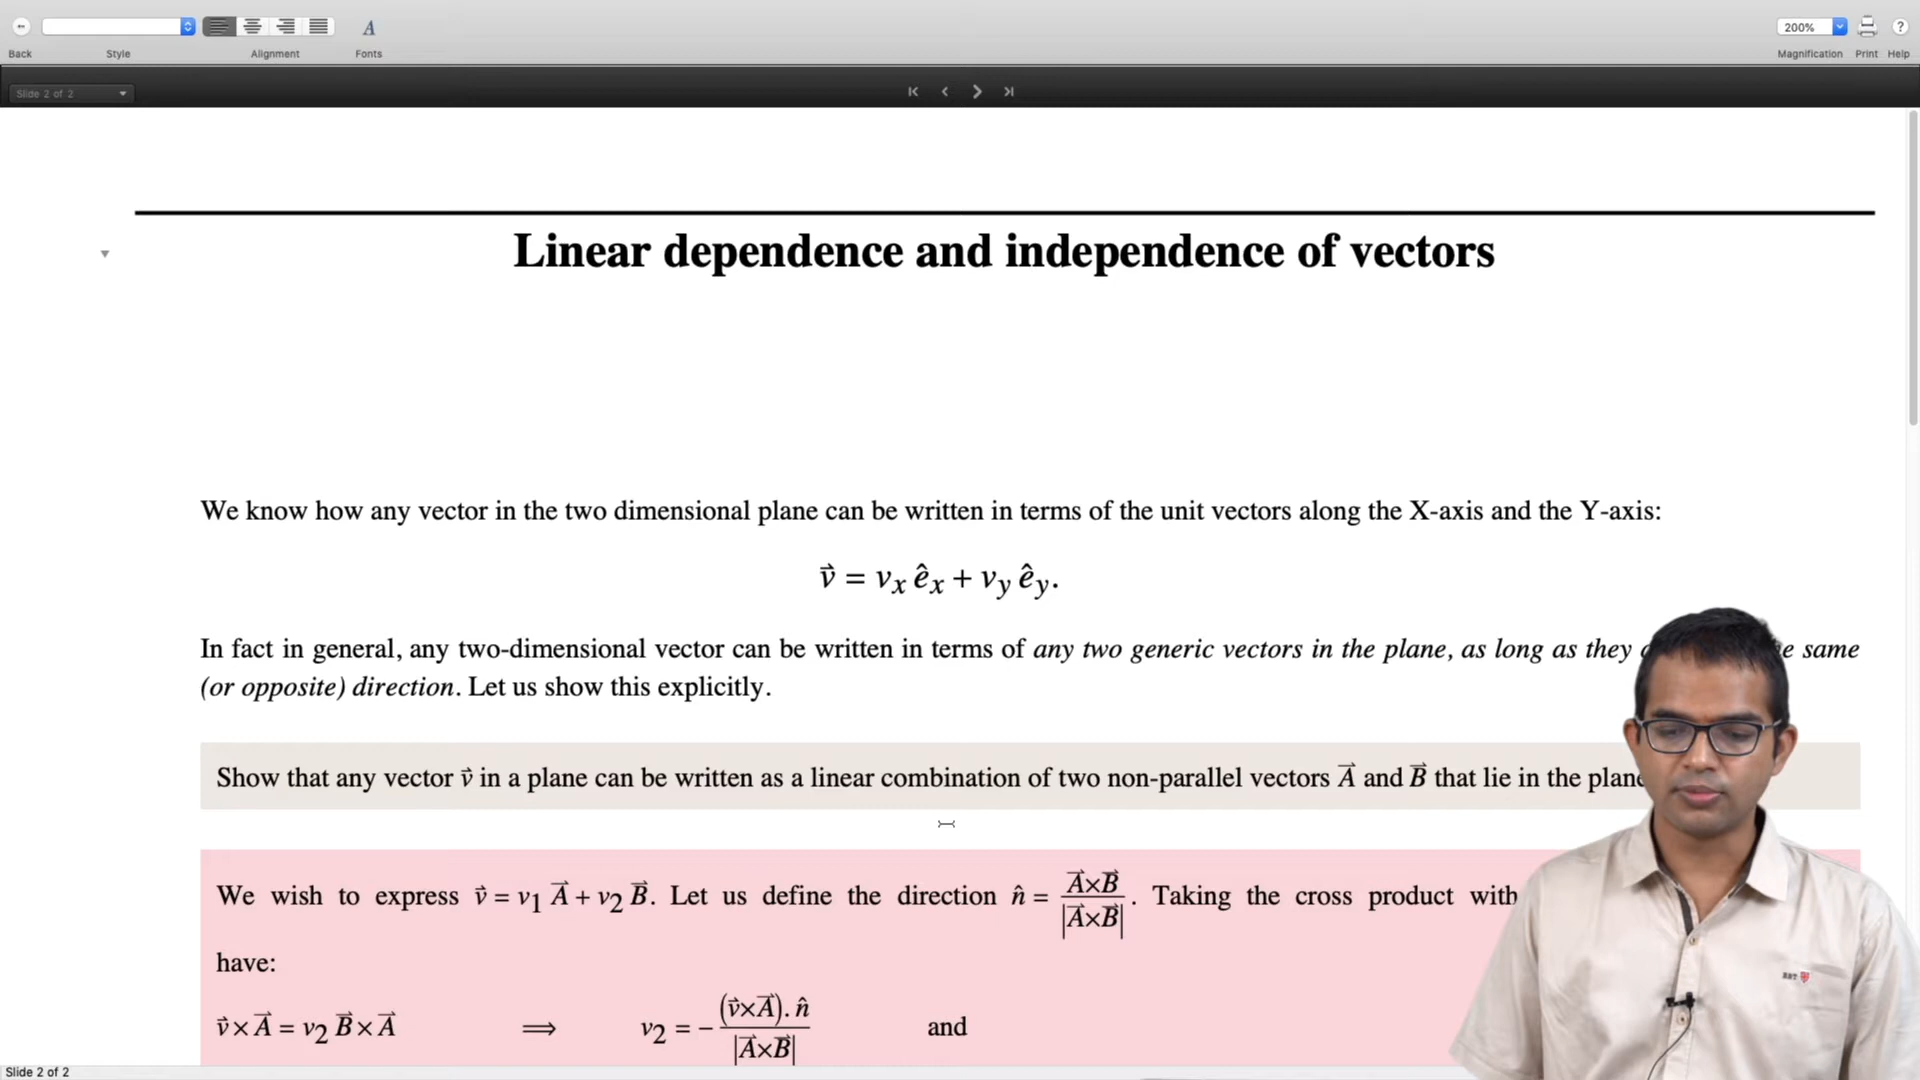 200%
Back Style Alignment Fonts Magnification Print Help
Slide 2 of 2
Linear dependence and independence of vectors
We know how any vector in the two dimensional plane can be written in terms of the unit vectors along the X-axis and the Y-axis:
v⃗ = vₓ êₓ + v_y ê_y.
In fact in general, any two-dimensional vector can be written in terms of any two generic vectors in the plane, as long as they same
(or opposite) direction. Let us show this explicitly.
Show that any vector v⃗ in a plane can be written as a linear combination of two non-parallel vectors A⃗ and B⃗ that lie in the plane
We wish to express v⃗ = v₁ A⃗ + v₂ B⃗. Let us define the direction n̂ = A⃗×B⃗ / |A⃗×B⃗| . Taking the cross product with
have:
v⃗ × A⃗ = v₂ B⃗ × A⃗ ⟹ v₂ = − (v⃗×A⃗). n̂ / |A⃗×B⃗| and
Slide 2 of 2